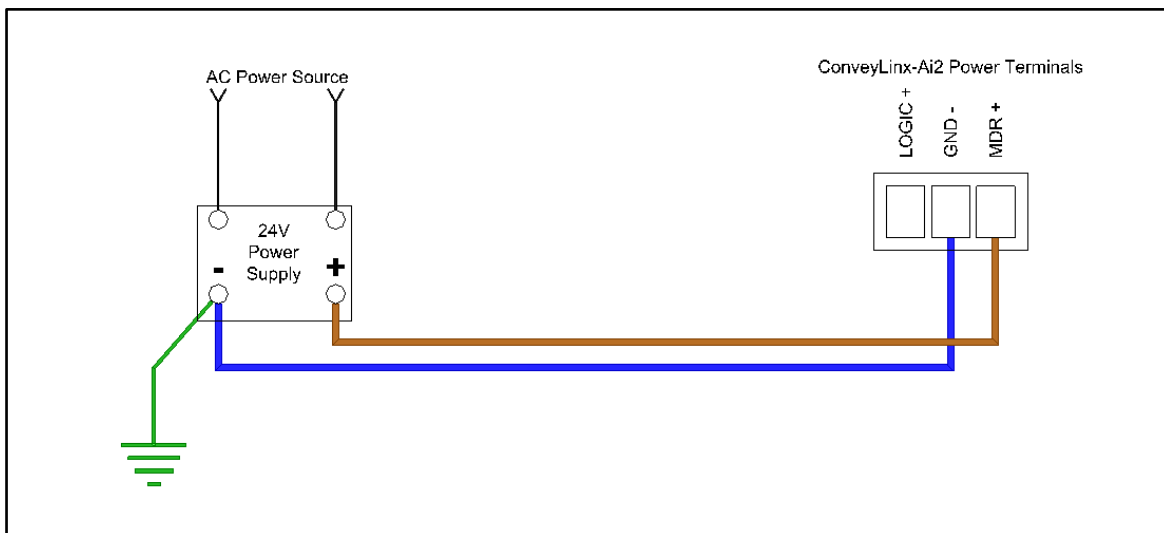 AC Power Source
ConveyLinx-Ai2 Power Terminals
LOGIC +
GND -
MDR +
24V
Power
Supply
- +